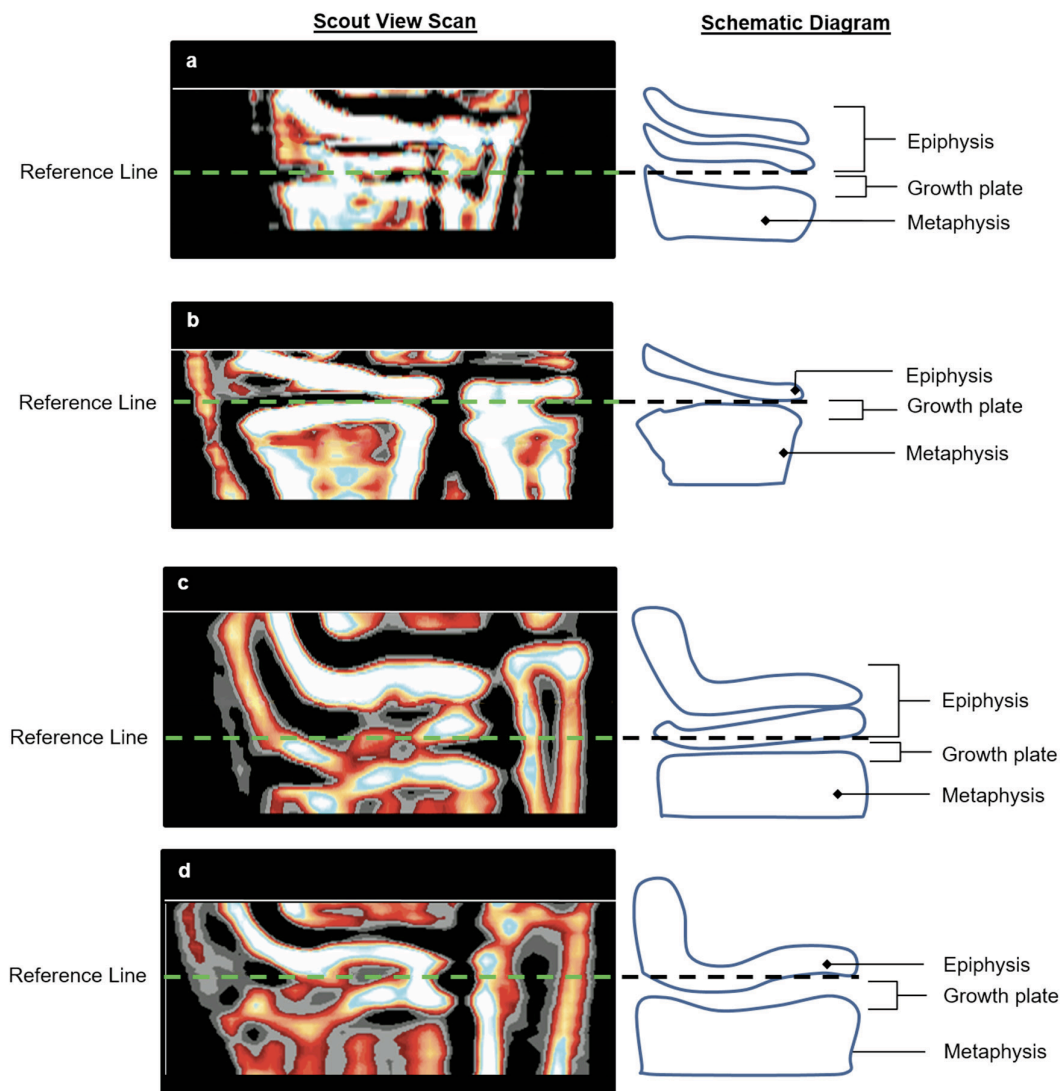 Scout View Scan
Schematic Diagram
a
Reference Line
Epiphysis
Growth plate
Metaphysis
b
Reference Line
Epiphysis
Growth plate
Metaphysis
c
Reference Line
Epiphysis
Growth plate
Metaphysis
d
Reference Line
Epiphysis
Growth plate
Metaphysis